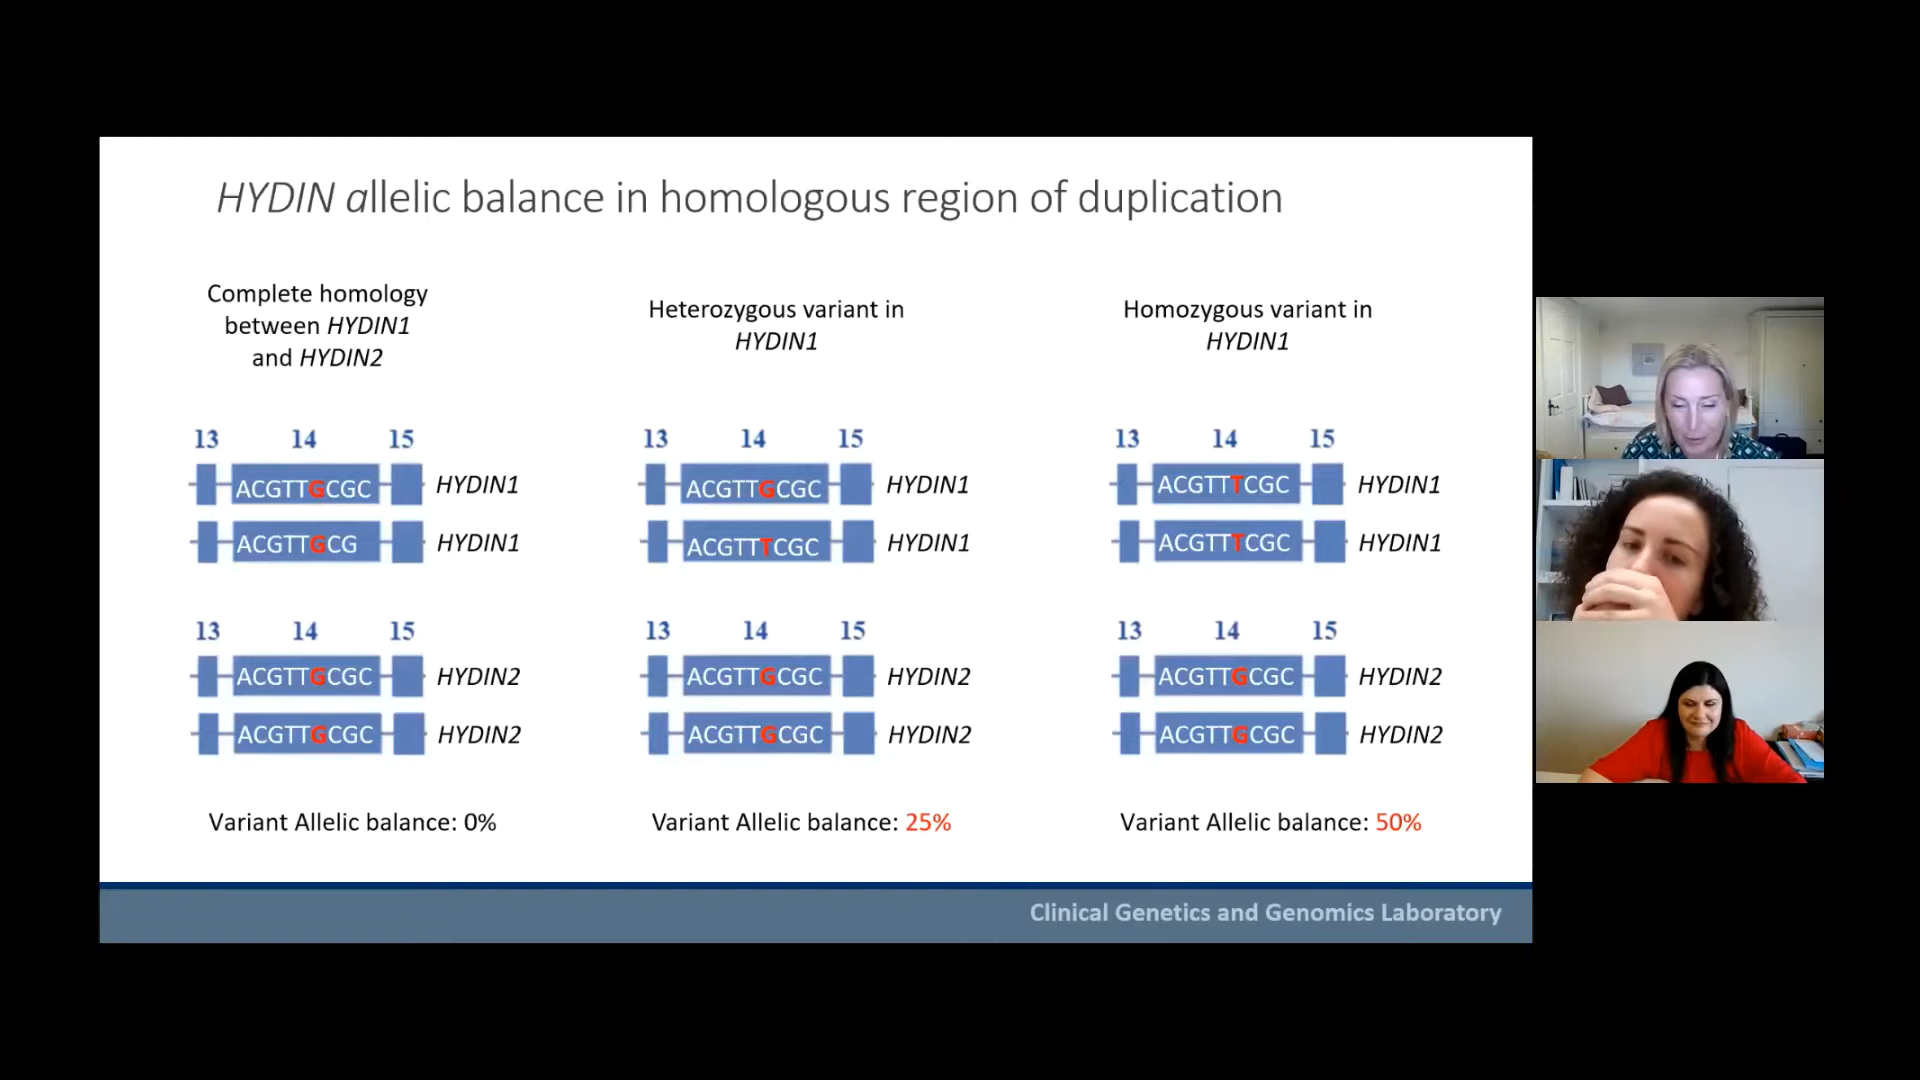 HYDIN allelic balance in homologous region of duplication
Complete homology
between HYDIN1
and HYDIN2
Heterozygous variant in
HYDIN1
Homozygous variant in
HYDIN1
13 14 15
ACGTTGCGC HYDIN1
ACGTTGCG HYDIN1
13 14 15
ACGTTGCGC HYDIN2
ACGTTGCGC HYDIN2
Variant Allelic balance: 0%
13 14 15
ACGTTGCGC HYDIN1
ACGTTTCGC HYDIN1
13 14 15
ACGTTGCGC HYDIN2
ACGTTGCGC HYDIN2
Variant Allelic balance: 25%
13 14 15
ACGTTTCGC HYDIN1
ACGTTTCGC HYDIN1
13 14 15
ACGTTGCGC HYDIN2
ACGTTGCGC HYDIN2
Variant Allelic balance: 50%
Clinical Genetics and Genomics Laboratory